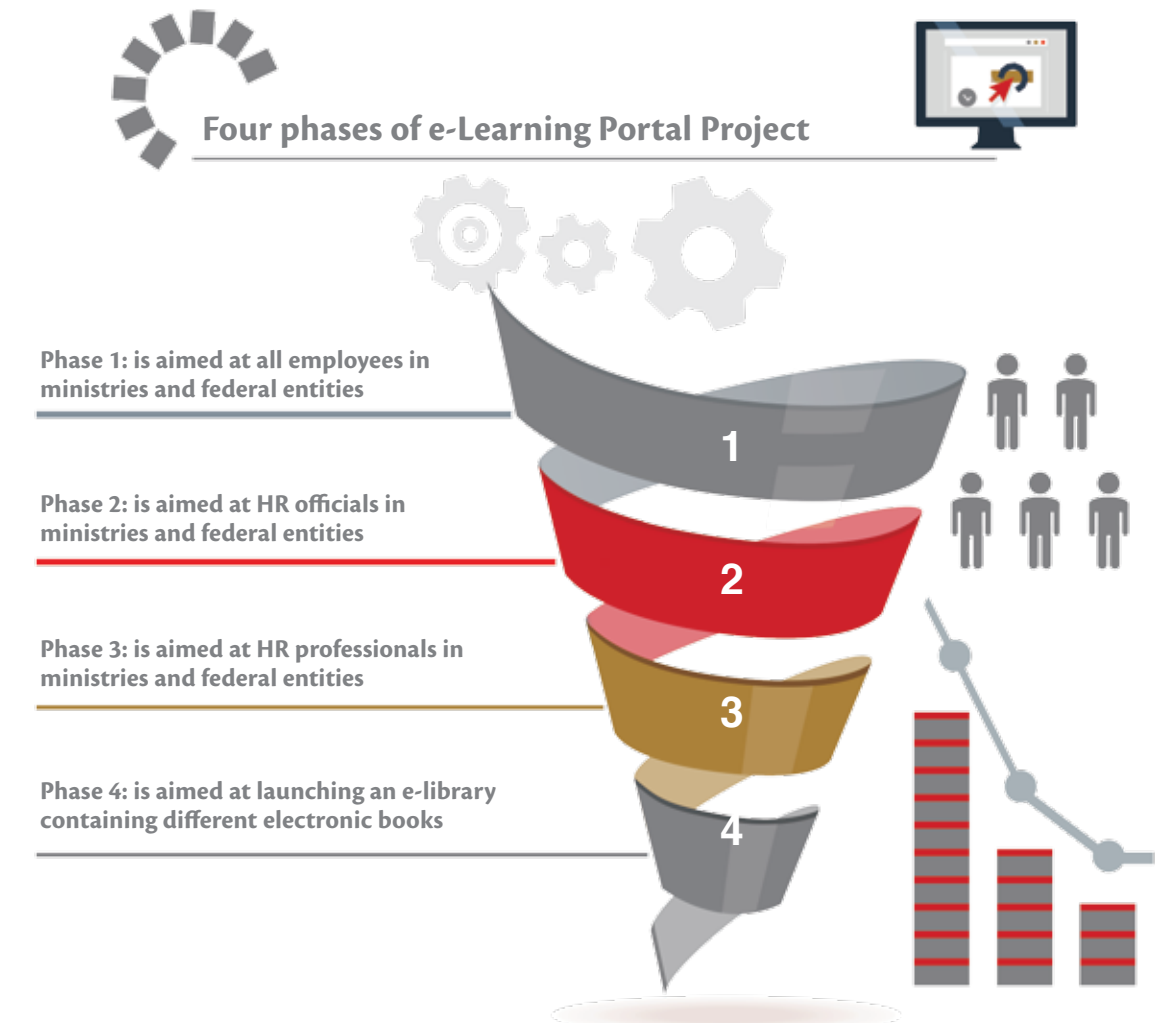 Four phases of e-Learning Portal Project
Phase 1: is aimed at all employees in
ministries and federal entities
1
Phase 2: is aimed at HR officials in
ministries and federal entities
2
Phase 3: is aimed at HR professionals in
ministries and federal entities
3
Phase 4: is aimed at launching an e-library
containing different electronic books
4